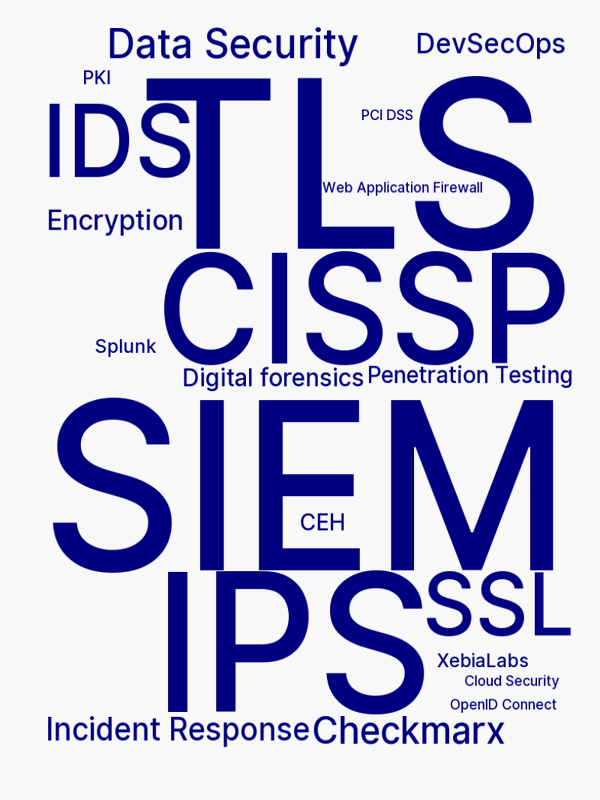 Data Security
DevSecOps
PKI
TLS
IDS
PCI DSS
Web Application Firewall
Encryption
CISSP
Splunk
Digital forensics
Penetration Testing
SIEM
CEH
IPS
SSL
XebiaLabs
Cloud Security
OpenID Connect
Incident Response
Checkmarx